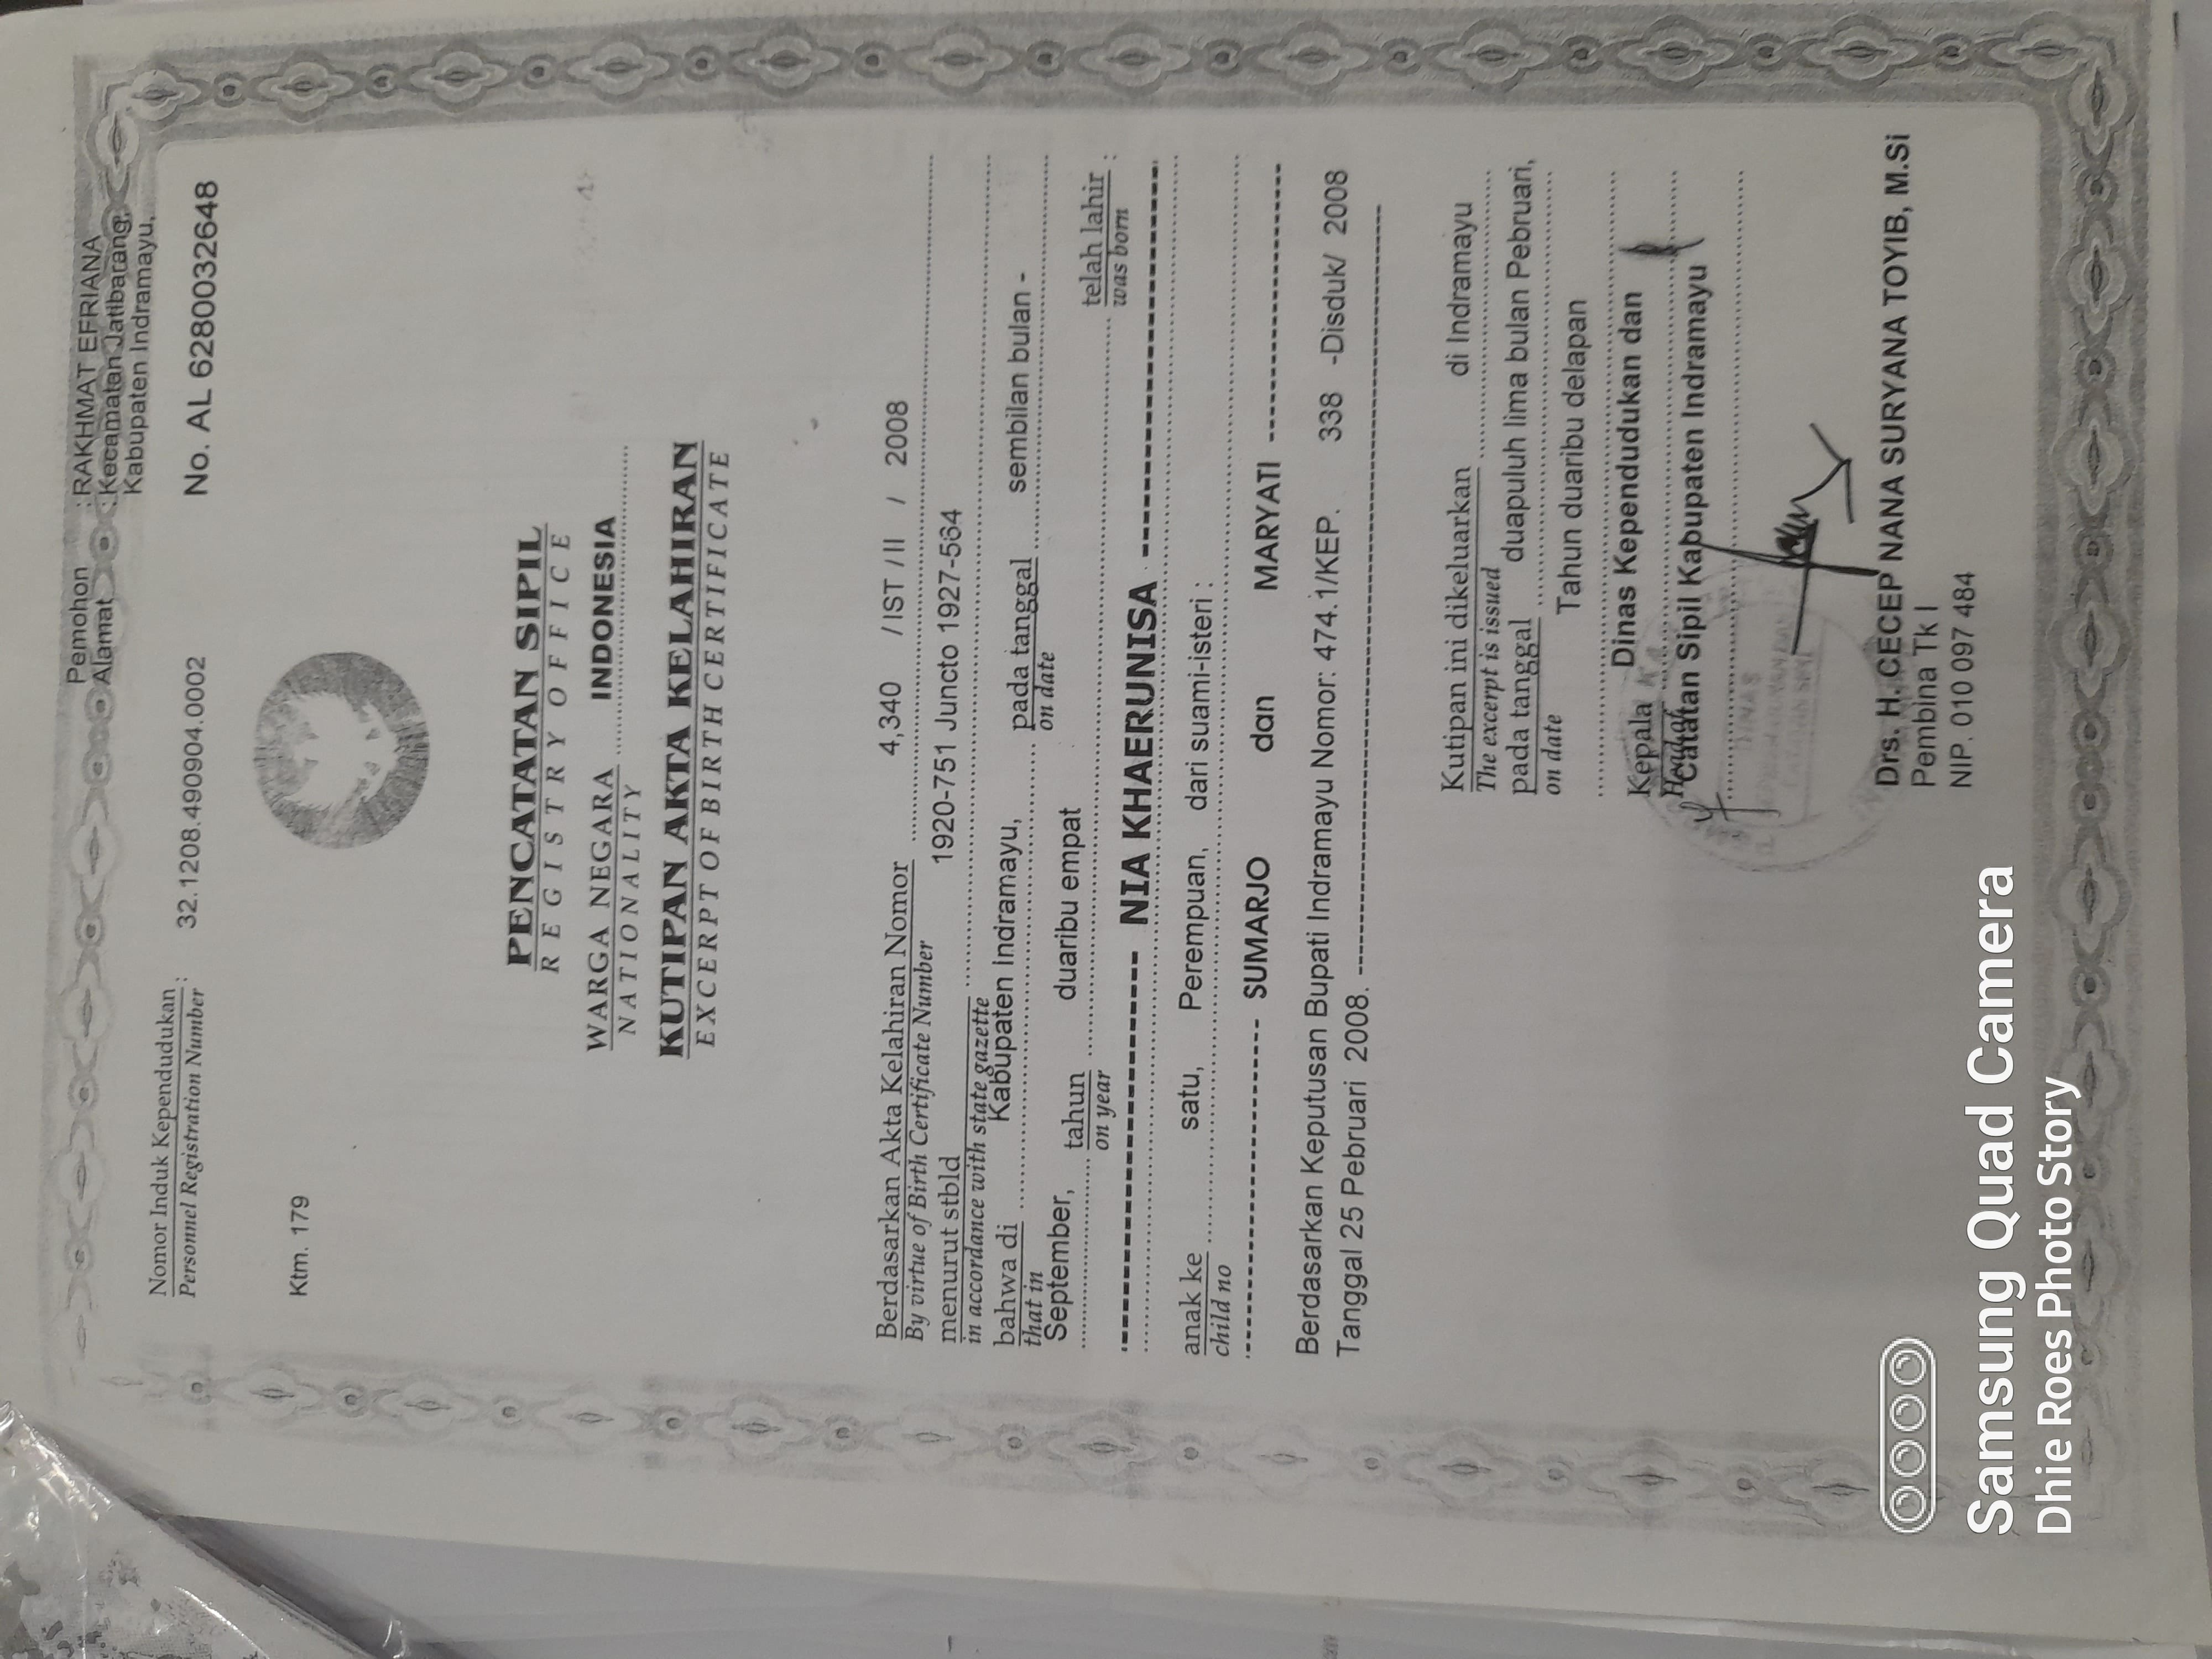 Pemohon : RAKHMAT EFRIANA
Alamat : Kecamatan Jatibarang,
Kabupaten Indramayu.
Nomor Induk Kependudukan : 32.1208.490904.0002 No. AL 6280032648
Personnel Registration Number
Ktm. 179
PENCATATAN SIPIL
REGISTRY OFFICE
WARGA NEGARA INDONESIA
NATIONALITY
KUTIPAN AKTA KELAHIRAN
EXCERPT OF BIRTH CERTIFICATE
Berdasarkan Akta Kelahiran Nomor 4,340 / IST / II / 2008
By virtue of Birth Certificate Number
menurut stbld 1920-751 Juncto 1927-564
in accordance with state gazette
bahwa di Kabupaten Indramayu, pada tanggal sembilan bulan -
that in on date
September, tahun duaribu empat telah lahir :
on year was born
NIA KHAERUNISA
anak ke satu, Perempuan, dari suami-isteri :
child no
SUMARJO dan MARYATI
Berdasarkan Keputusan Bupati Indramayu Nomor: 474.1/KEP. 338 -Disduk/ 2008
Tanggal 25 Pebruari 2008.
Kutipan ini dikeluarkan di Indramayu
The excerpt is issued
pada tanggal duapuluh lima bulan Pebruari,
on date
Tahun duaribu delapan
Kepala Dinas Kependudukan dan
Head of
Catatan Sipil Kabupaten Indramayu
DINAS
CATATAN SIPIL
Drs. H. CECEP NANA SURYANA TOYIB, M.Si
Pembina Tk I
NIP. 010 097 484
Samsung Quad Camera
Dhie Roes Photo Story